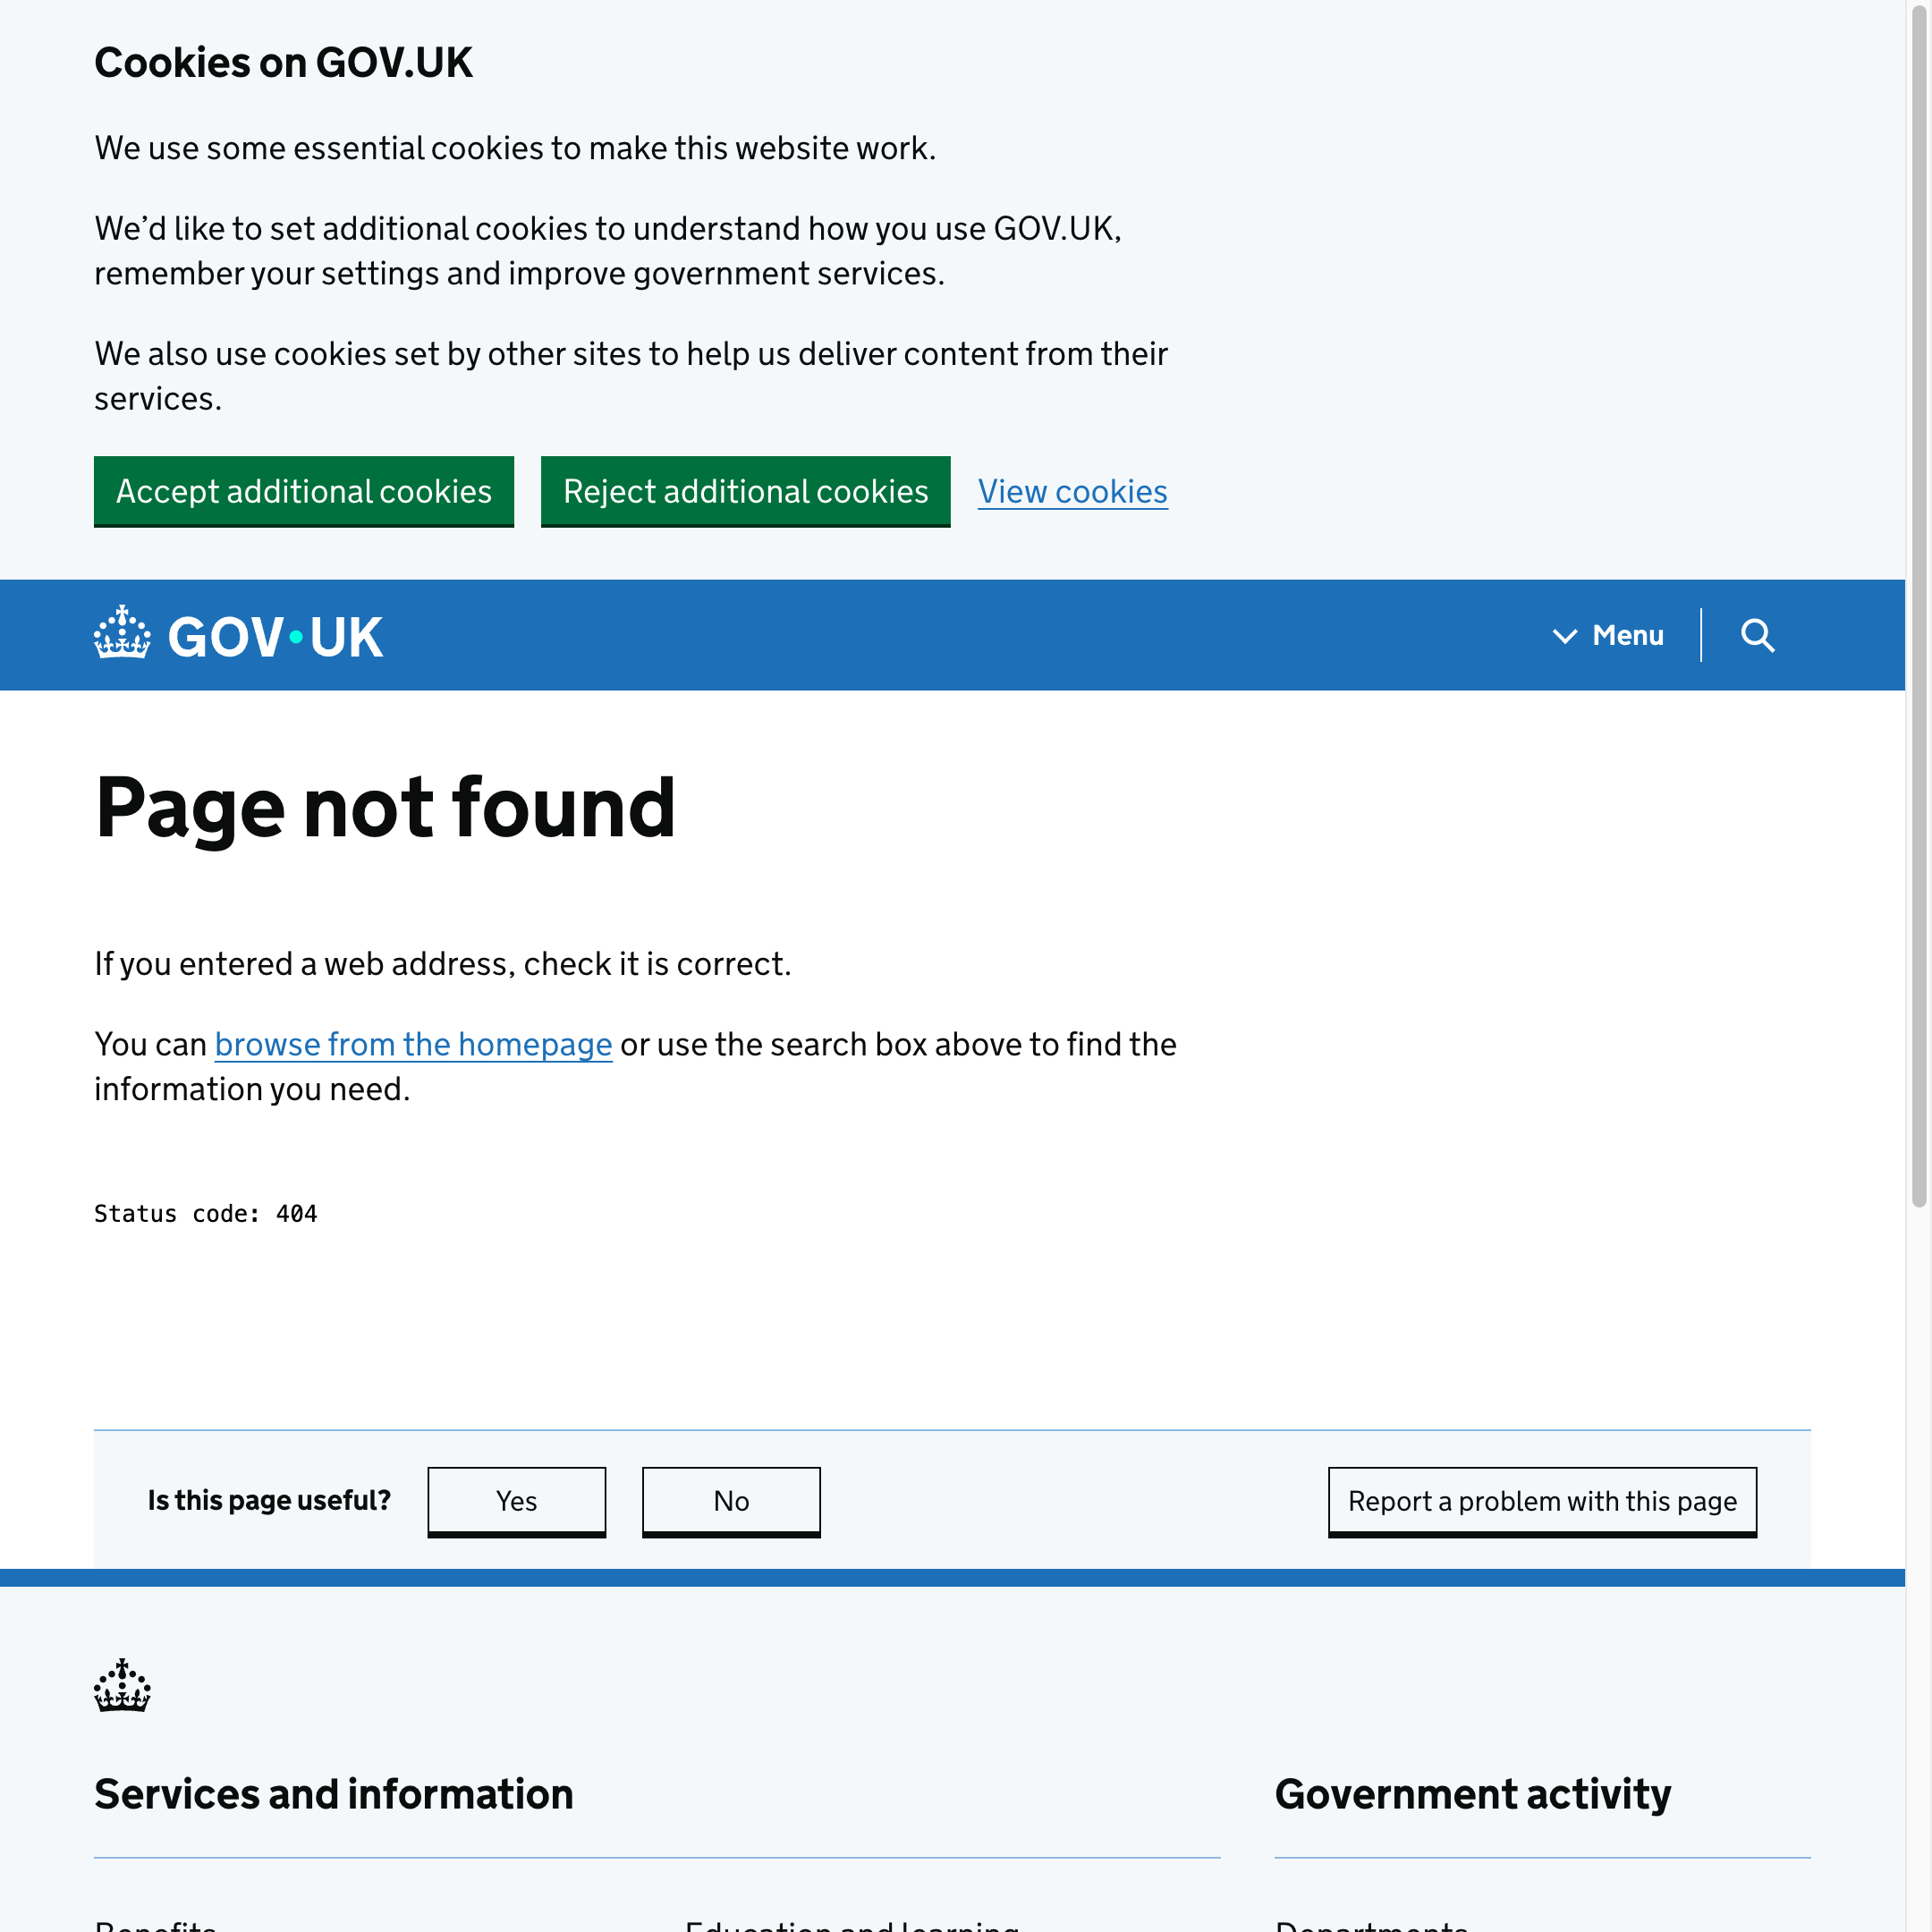 Cookies on GOV.UK
We use some essential cookies to make this website work.
We’d like to set additional cookies to understand how you use GOV.UK,
remember your settings and improve government services.
We also use cookies set by other sites to help us deliver content from their
services.
Accept additional cookies
Reject additional cookies
View cookies
GOV·UK
Menu
Page not found
If you entered a web address, check it is correct.
You can browse from the homepage or use the search box above to find the
information you need.
Status code: 404
Is this page useful?
Yes
No
Report a problem with this page
Services and information
Government activity
Benefits
Education and learning
Departments